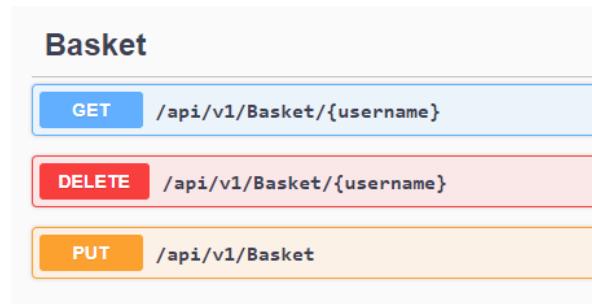 Basket
GET /api/v1/Basket/{username}
DELETE /api/v1/Basket/{username}
PUT /api/v1/Basket